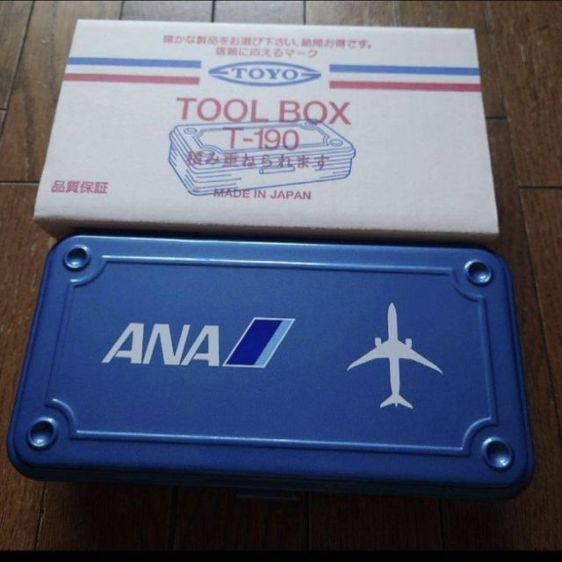 確かな製品をお選び下さい、結局お得です。
信頼に応えるマーク
TOYO
TOOL BOX
T-190
積み重ねられます
品質保証
MADE IN JAPAN
ANA